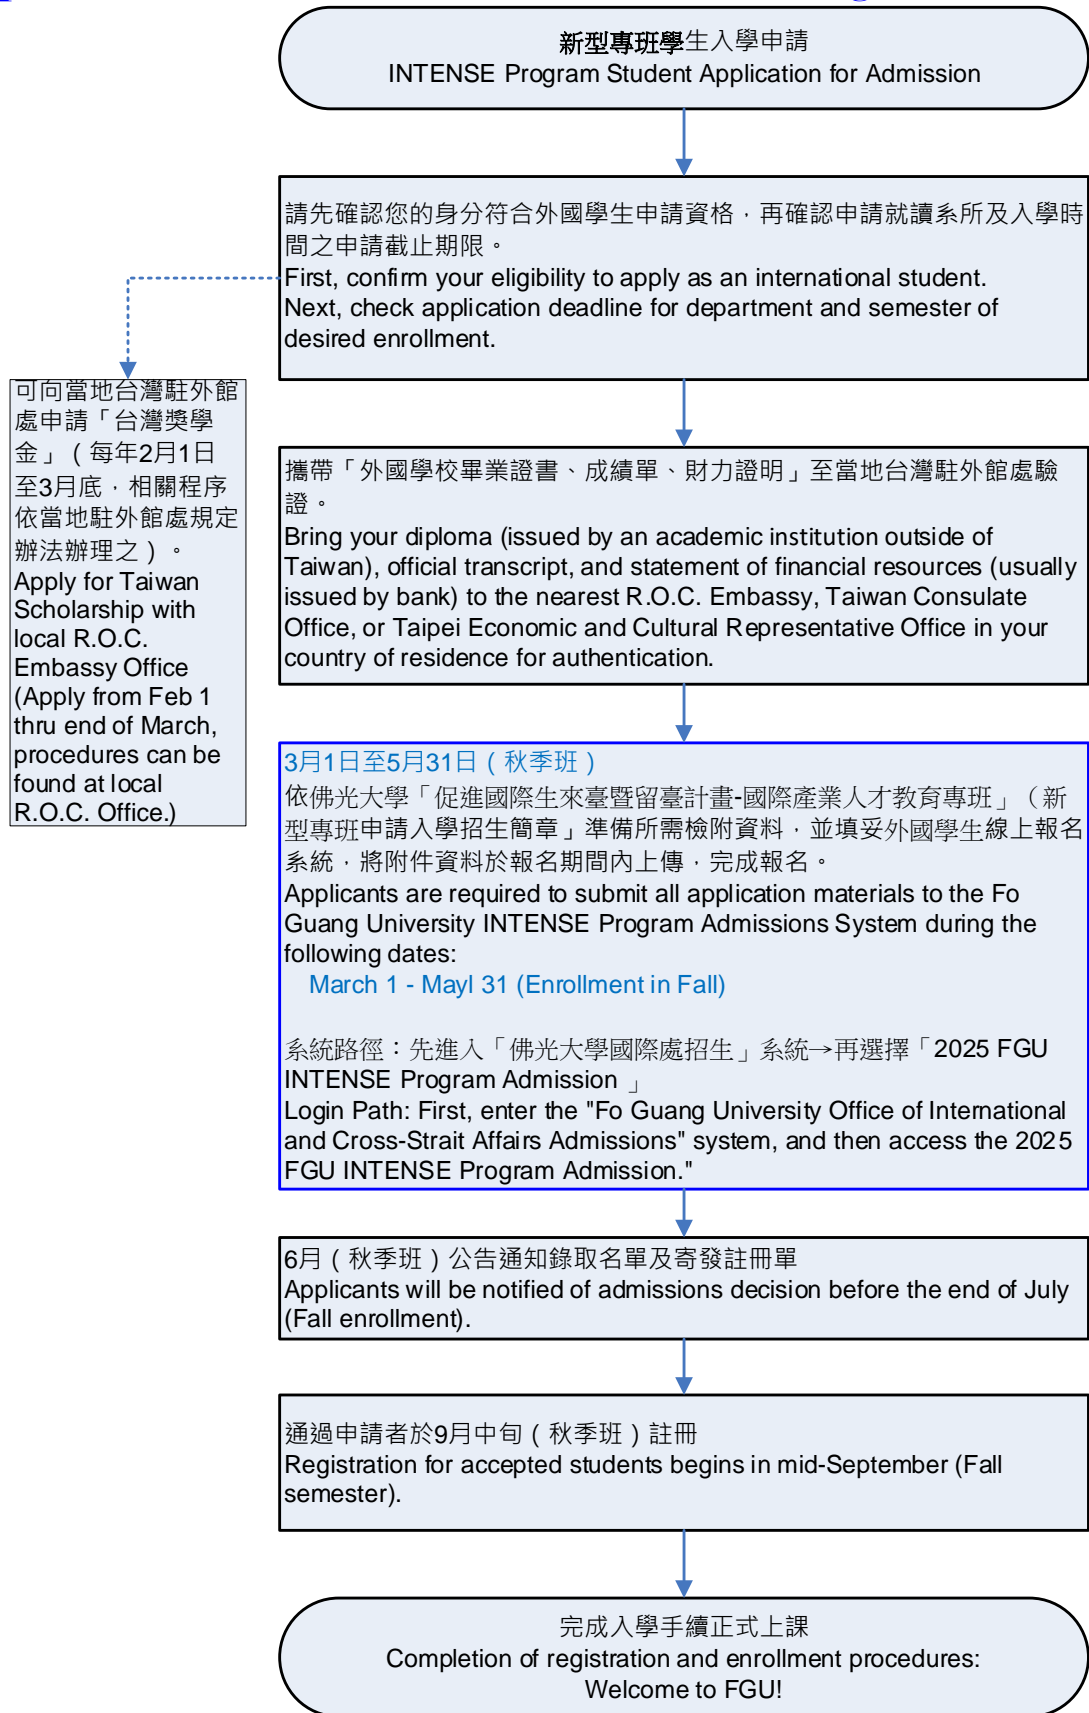 新型專班學生入學申請
INTENSE Program Student Application for Admission
請先確認您的身分符合外國學生申請資格，再確認申請就讀系所及入學時
間之申請截止期限。
First, confirm your eligibility to apply as an international student.
Next, check application deadline for department and semester of
desired enrollment.
可向當地台灣駐外館
處申請「台灣獎學
金」（每年2月1日
至3月底，相關程序
依當地駐外館處規定
辦法辦理之）。
Apply for Taiwan
Scholarship with
local R.O.C.
Embassy Office
(Apply from Feb 1
thru end of March,
procedures can be
found at local
R.O.C. Office.)
攜帶「外國學校畢業證書、成績單、財力證明」至當地台灣駐外館處驗
證。
Bring your diploma (issued by an academic institution outside of
Taiwan), official transcript, and statement of financial resources (usually
issued by bank) to the nearest R.O.C. Embassy, Taiwan Consulate
Office, or Taipei Economic and Cultural Representative Office in your
country of residence for authentication.
3月1日至5月31日（秋季班）
依佛光大學「促進國際生來臺暨留臺計畫-國際產業人才教育專班」（新
型專班申請入學招生簡章」準備所需檢附資料，並填妥外國學生線上報名
系統，將附件資料於報名期間內上傳，完成報名。
Applicants are required to submit all application materials to the Fo
Guang University INTENSE Program Admissions System during the
following dates:
March 1 - Mayl 31 (Enrollment in Fall)
系統路徑：先進入「佛光大學國際處招生」系統→再選擇「2025 FGU
INTENSE Program Admission 」
Login Path: First, enter the "Fo Guang University Office of International
and Cross-Strait Affairs Admissions" system, and then access the 2025
FGU INTENSE Program Admission."
6月（秋季班）公告通知錄取名單及寄發註冊單
Applicants will be notified of admissions decision before the end of July
(Fall enrollment).
通過申請者於9月中旬（秋季班）註冊
Registration for accepted students begins in mid-September (Fall
semester).
完成入學手續正式上課
Completion of registration and enrollment procedures:
Welcome to FGU!